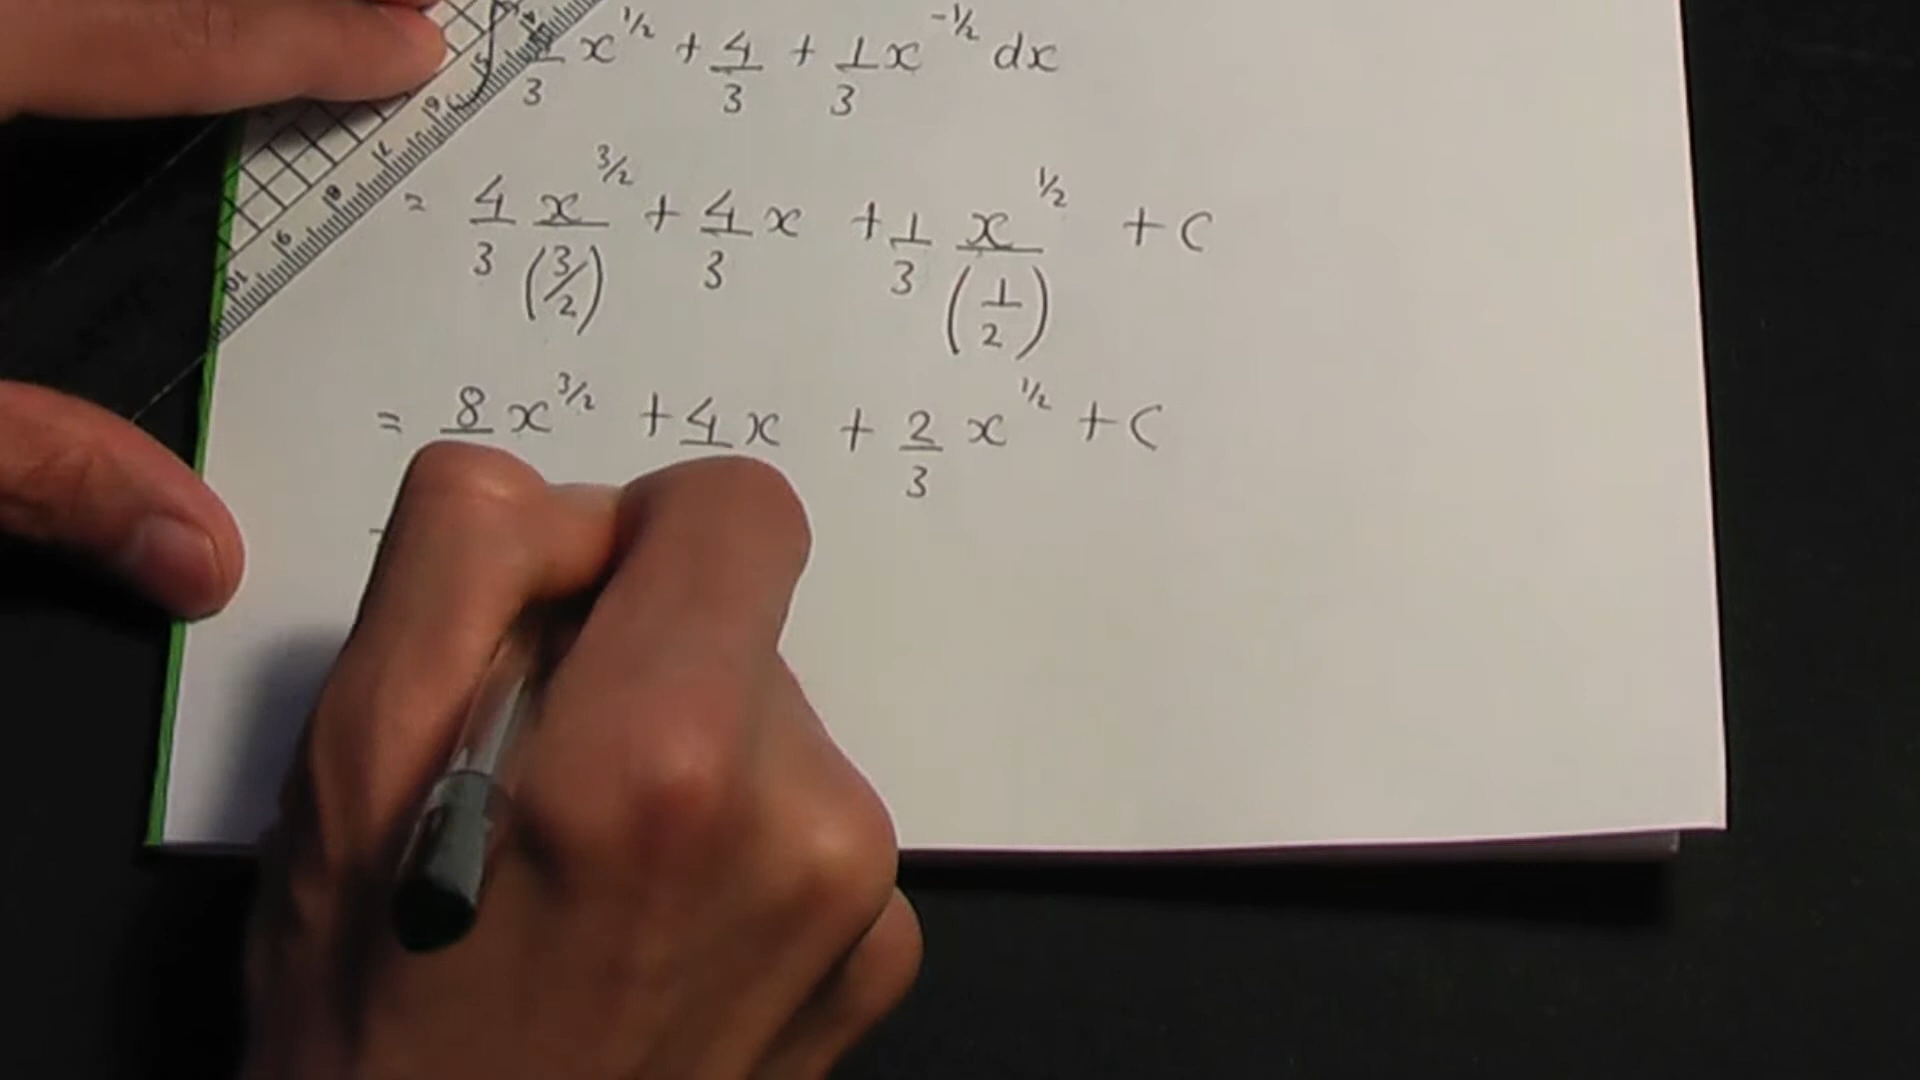 /3 x^1/2 + 4/3 + 1/3 x^-1/2 dx
= 4/3 x^3/2/(3/2) + 4/3 x + 1/3 x^1/2/(1/2) + C
= 8 x^3/2 + 4 x + 2/3 x^1/2 + C